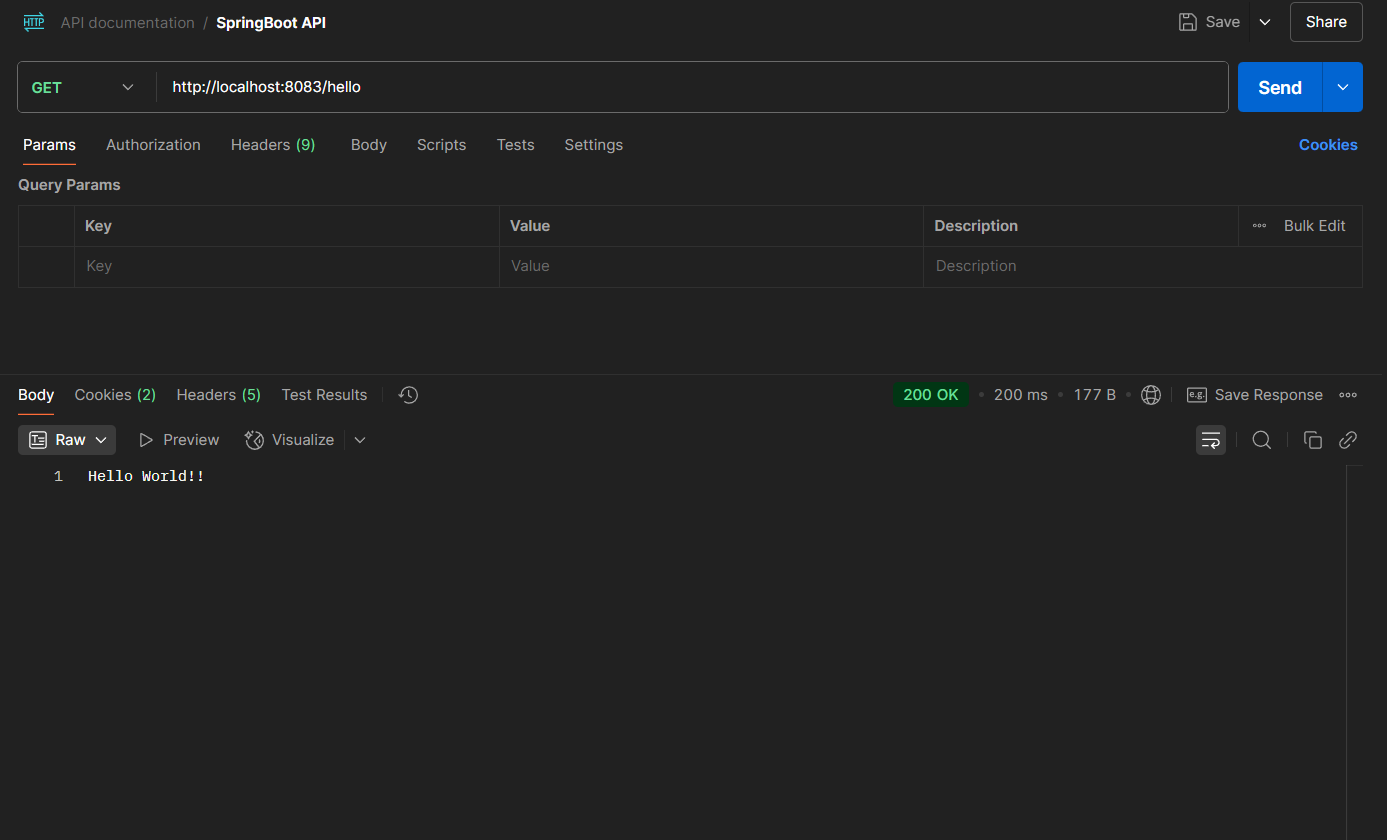 HTTP API documentation / SpringBoot API Save Share
GET http://localhost:8083/hello Send
Params Authorization Headers (9) Body Scripts Tests Settings Cookies
Query Params
Key Value Description Bulk Edit
Key Value Description
Body Cookies (2) Headers (5) Test Results 200 OK • 200 ms • 177 B • e.g. Save Response
Raw Preview Visualize
1 Hello World!!